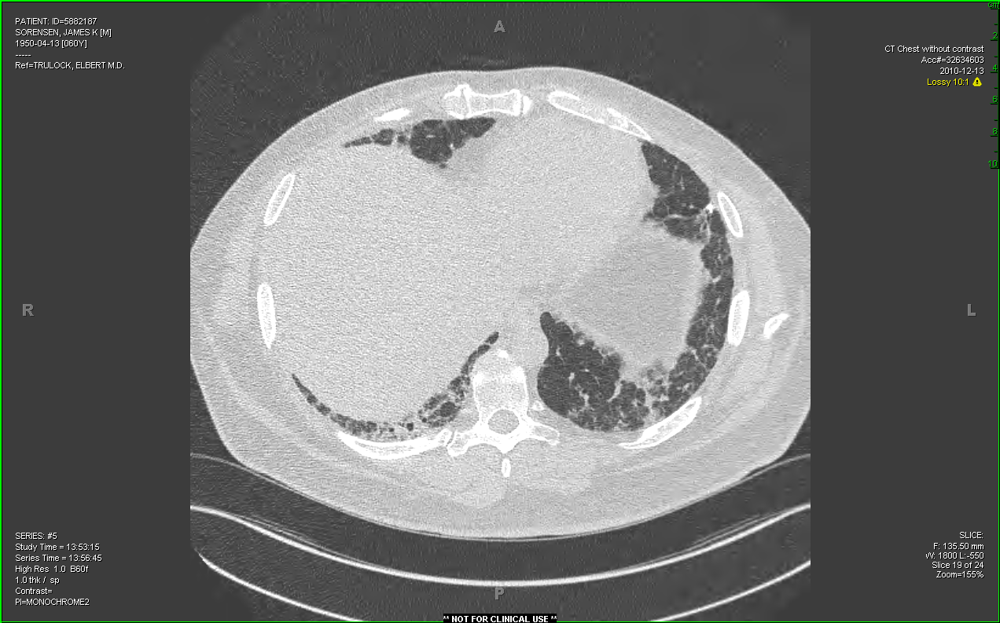 PATIENT: ID=5882187
SORENSEN, JAMES K [M]
1950-04-13 [060Y]
-----
Ref=TRULOCK, ELBERT M.D.
A
CT Chest without contrast
Acc#=32634603
2010-12-13
Lossy 10:1
cm
2
4
6
8
10
R
L
SERIES: #5
Study Time = 13:53:15
Series Time = 13:56:45
High Res 1.0 B60f
1.0 thk / sp
Contrast=
PI=MONOCHROME2
SLICE:
F: 135.50 mm
W: 1800 L:-550
Slice 19 of 24
Zoom=155%
P
** NOT FOR CLINICAL USE **